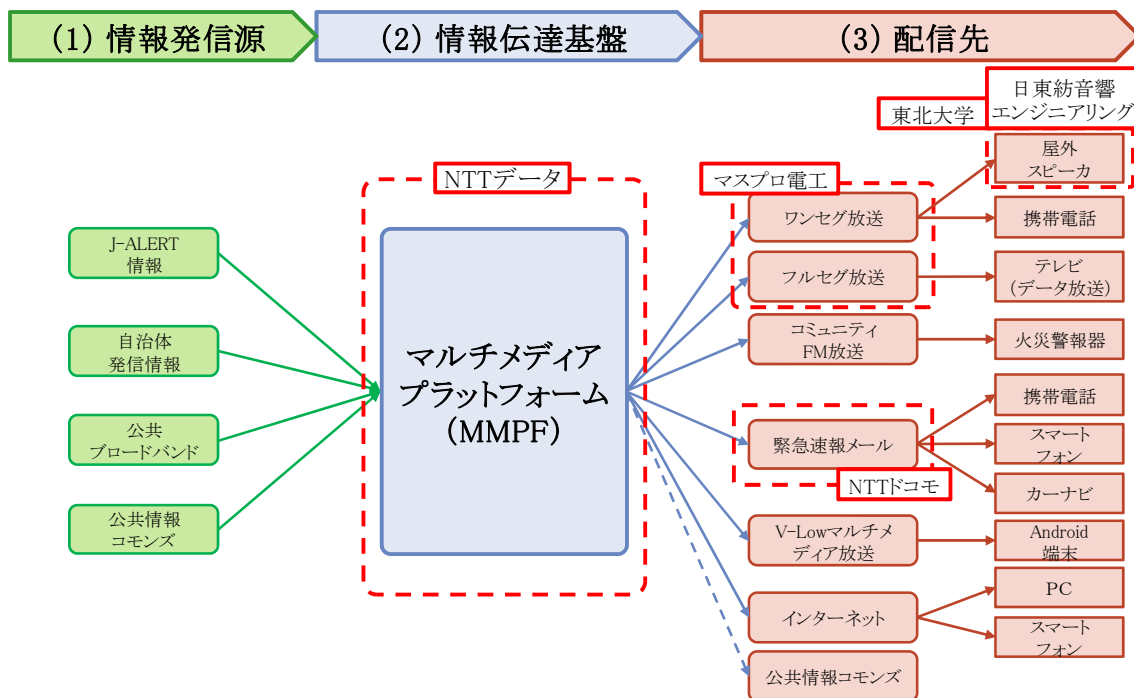 (1) 情報発信源
(2) 情報伝達基盤
(3) 配信先
日東紡音響
エンジニアリング
東北大学
NTTデータ
マスプロ電工
J-ALERT
情報
自治体
発信情報
公共
ブロードバンド
公共情報
コモンズ
マルチメディア
プラットフォーム
(MMPF)
ワンセグ放送
フルセグ放送
コミュニティ
FM放送
緊急速報メール
NTTドコモ
V-Lowマルチメ
ディア放送
インターネット
公共情報コモンズ
屋外
スピーカ
携帯電話
テレビ
(データ放送)
火災警報器
携帯電話
スマート
フォン
カーナビ
Android
端末
PC
スマート
フォン